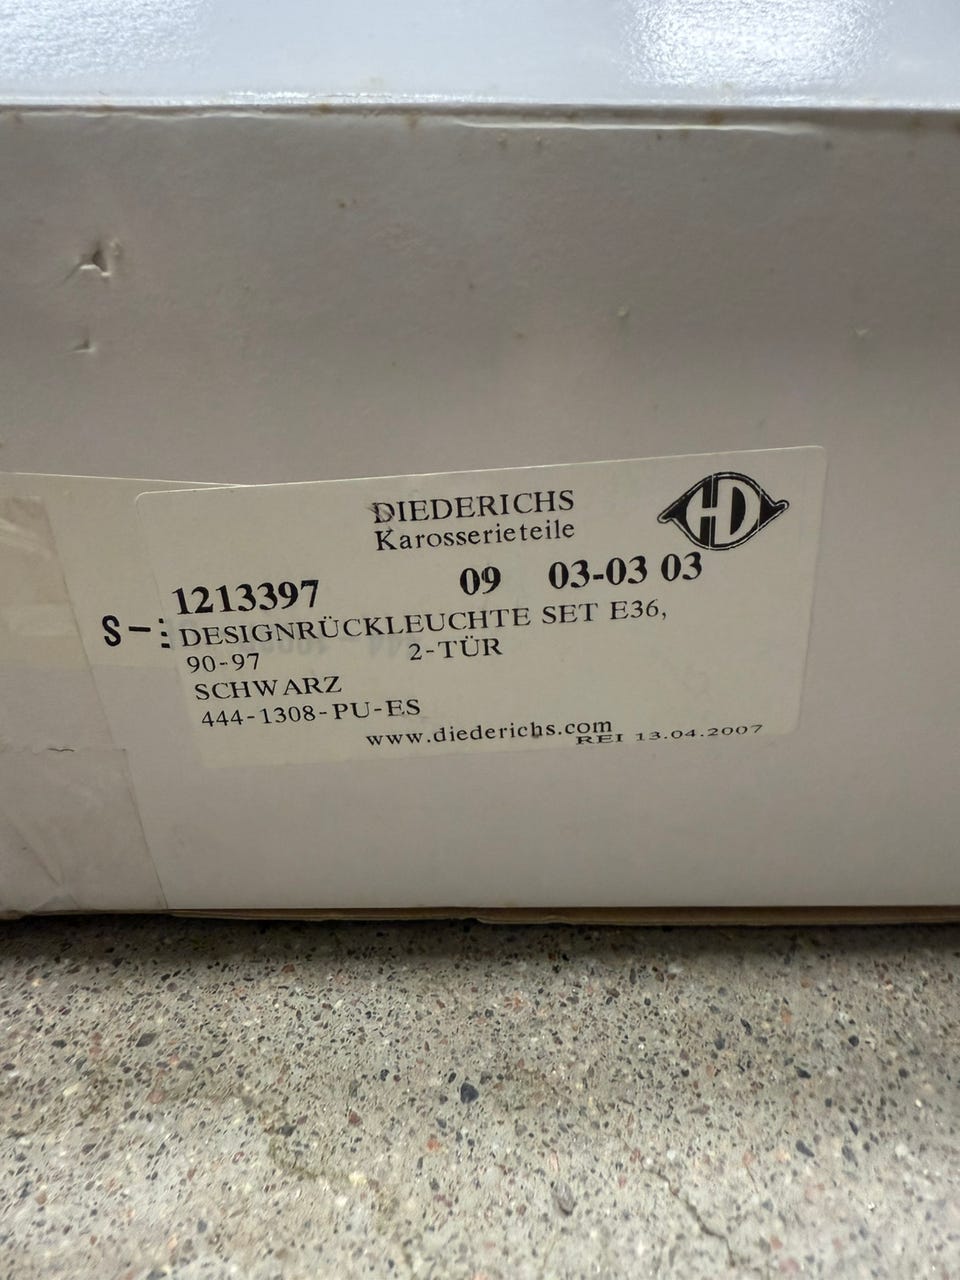 DIEDERICHS
Karosserieteile
HD
1213397 09 03-03 03
S-
DESIGNRÜCKLEUCHTE SET E36,
90-97 2-TÜR
SCHWARZ
444-1308-PU-ES
www.diederichs.com
REI 13.04.2007